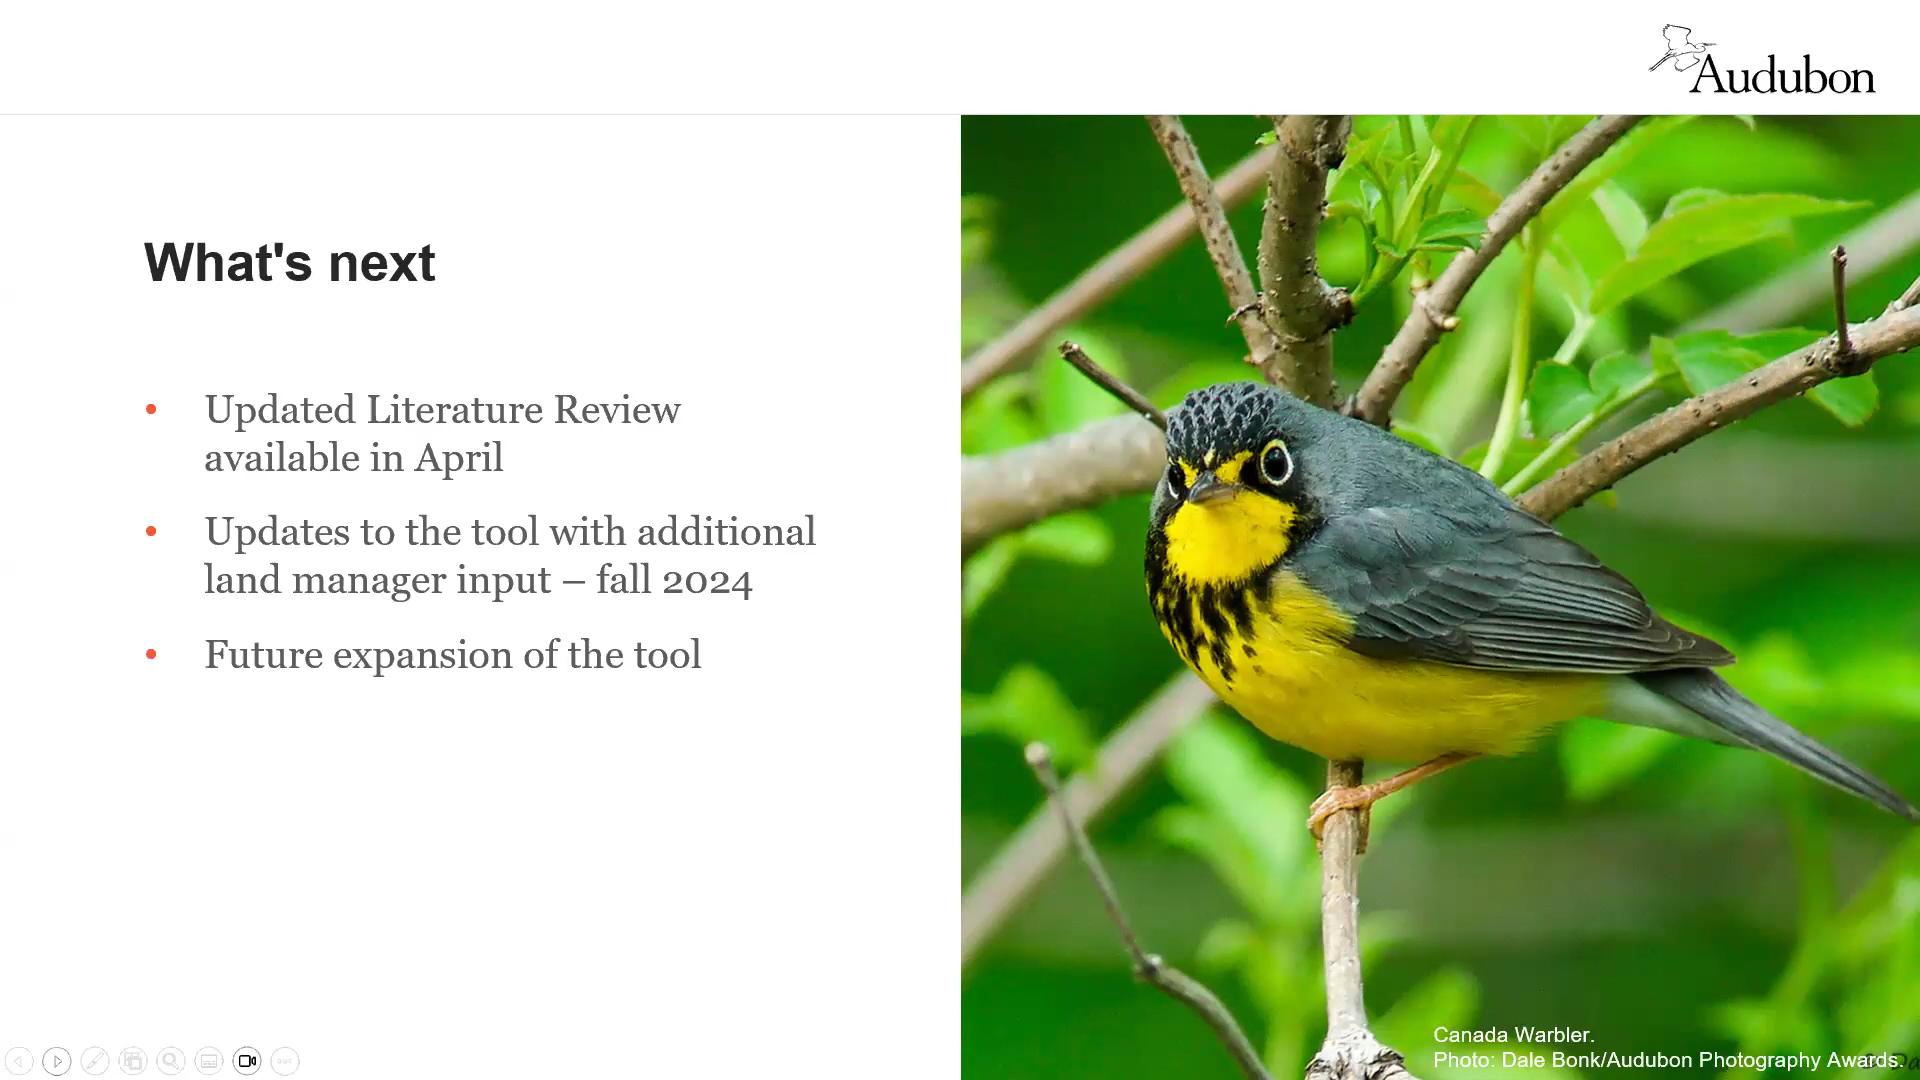 Audubon
What's next
• Updated Literature Review
available in April
• Updates to the tool with additional
land manager input – fall 2024
• Future expansion of the tool
Canada Warbler.
Photo: Dale Bonk/Audubon Photography Awards.